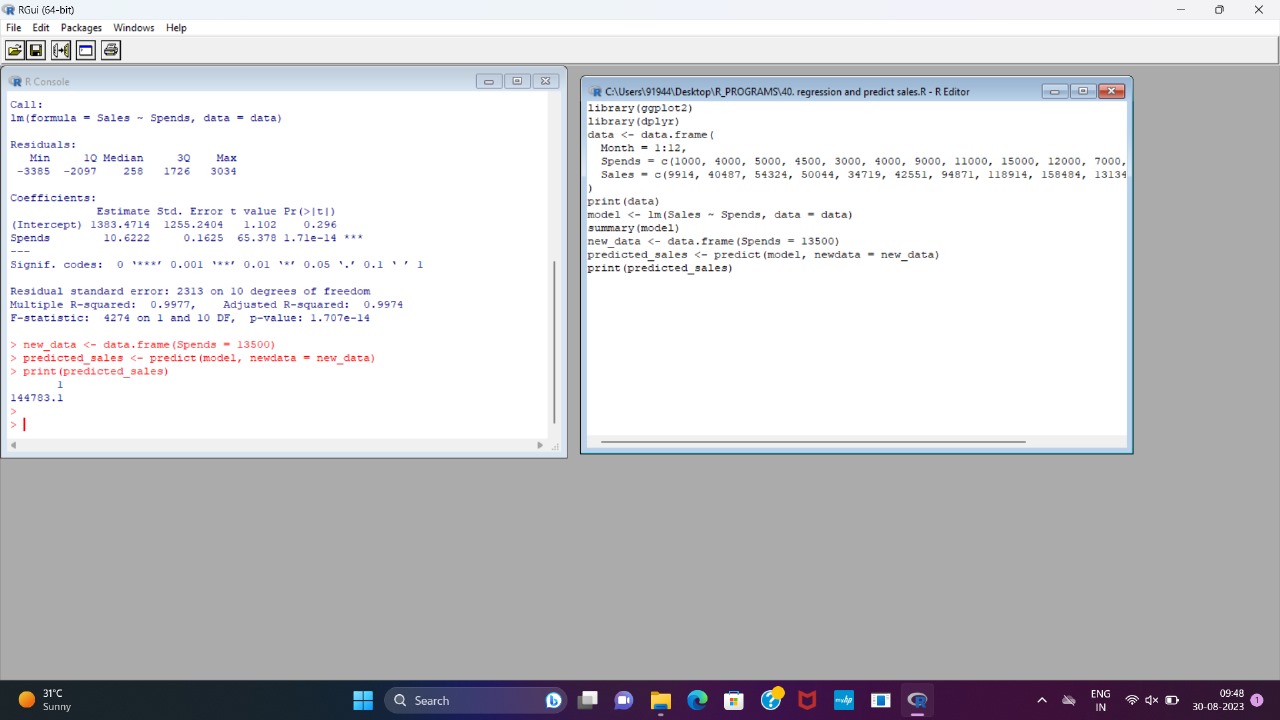 RGui (64-bit)
File Edit Packages Windows Help
R Console
Call:
lm(formula = Sales ~ Spends, data = data)
Residuals:
Min 1Q Median 3Q Max
-3385 -2097 258 1726 3034
Coefficients:
Estimate Std. Error t value Pr(>|t|)
(Intercept) 1383.4714 1255.2404 1.102 0.296
Spends 10.6222 0.1625 65.378 1.71e-14 ***
---
Signif. codes: 0 ‘***’ 0.001 ‘**’ 0.01 ‘*’ 0.05 ‘.’ 0.1 ‘ ’ 1
Residual standard error: 2313 on 10 degrees of freedom
Multiple R-squared: 0.9977, Adjusted R-squared: 0.9974
F-statistic: 4274 on 1 and 10 DF, p-value: 1.707e-14
> new_data <- data.frame(Spends = 13500)
> predicted_sales <- predict(model, newdata = new_data)
> print(predicted_sales)
1
144783.1
>
>
C:\Users\91944\Desktop\R_PROGRAMS\40. regression and predict sales.R - R Editor
library(ggplot2)
library(dplyr)
data <- data.frame(
Month = 1:12,
Spends = c(1000, 4000, 5000, 4500, 3000, 4000, 9000, 11000, 15000, 12000, 7000,
Sales = c(9914, 40487, 54324, 50044, 34719, 42551, 94871, 118914, 158484, 13134
)
print(data)
model <- lm(Sales ~ Spends, data = data)
summary(model)
new_data <- data.frame(Spends = 13500)
predicted_sales <- predict(model, newdata = new_data)
print(predicted_sales)
31°C
Sunny
Search
ENG
IN
09:48
30-08-2023
1